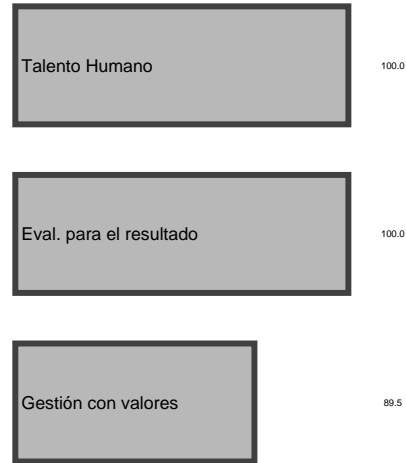 Talento Humano 100.0
Eval. para el resultado 100.0
Gestión con valores 89.5